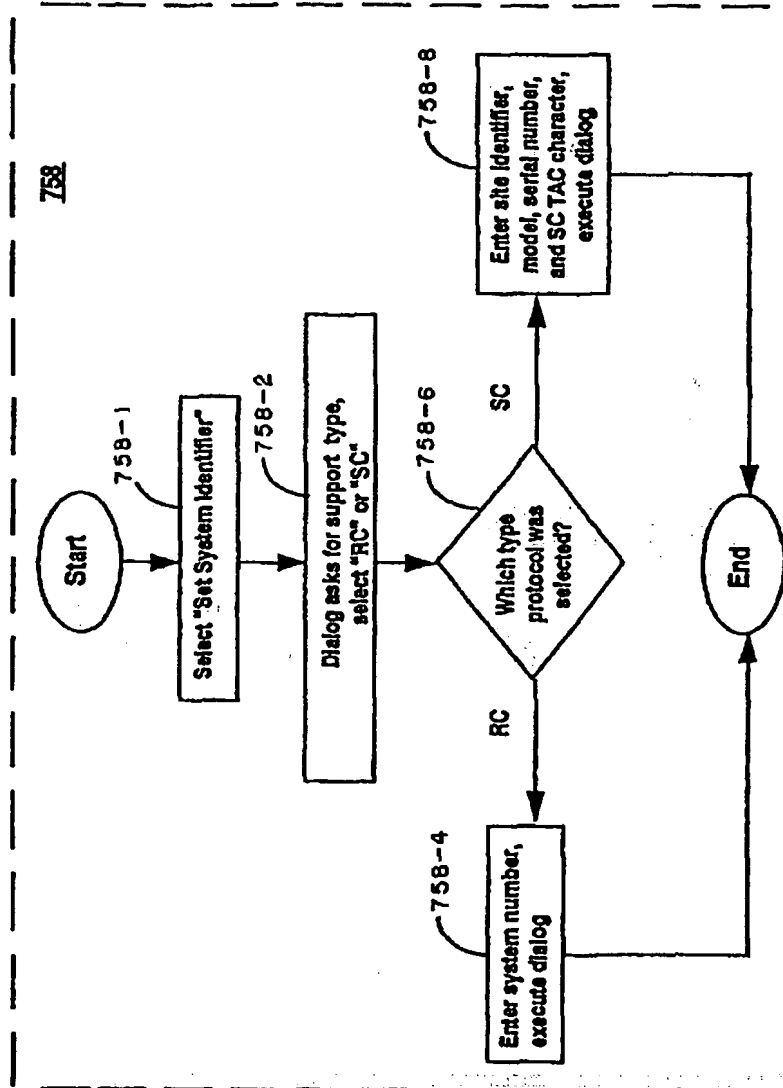 758
Start
758-1
Select "Set System Identifier"
758-2
Dialog asks for support type,
select "RC" or "SC"
758-6
Which type
protocol was
selected?
RC
SC
758-4
Enter system number,
execute dialog
758-8
Enter site identifier,
model, serial number,
and SC TAC character,
execute dialog
End